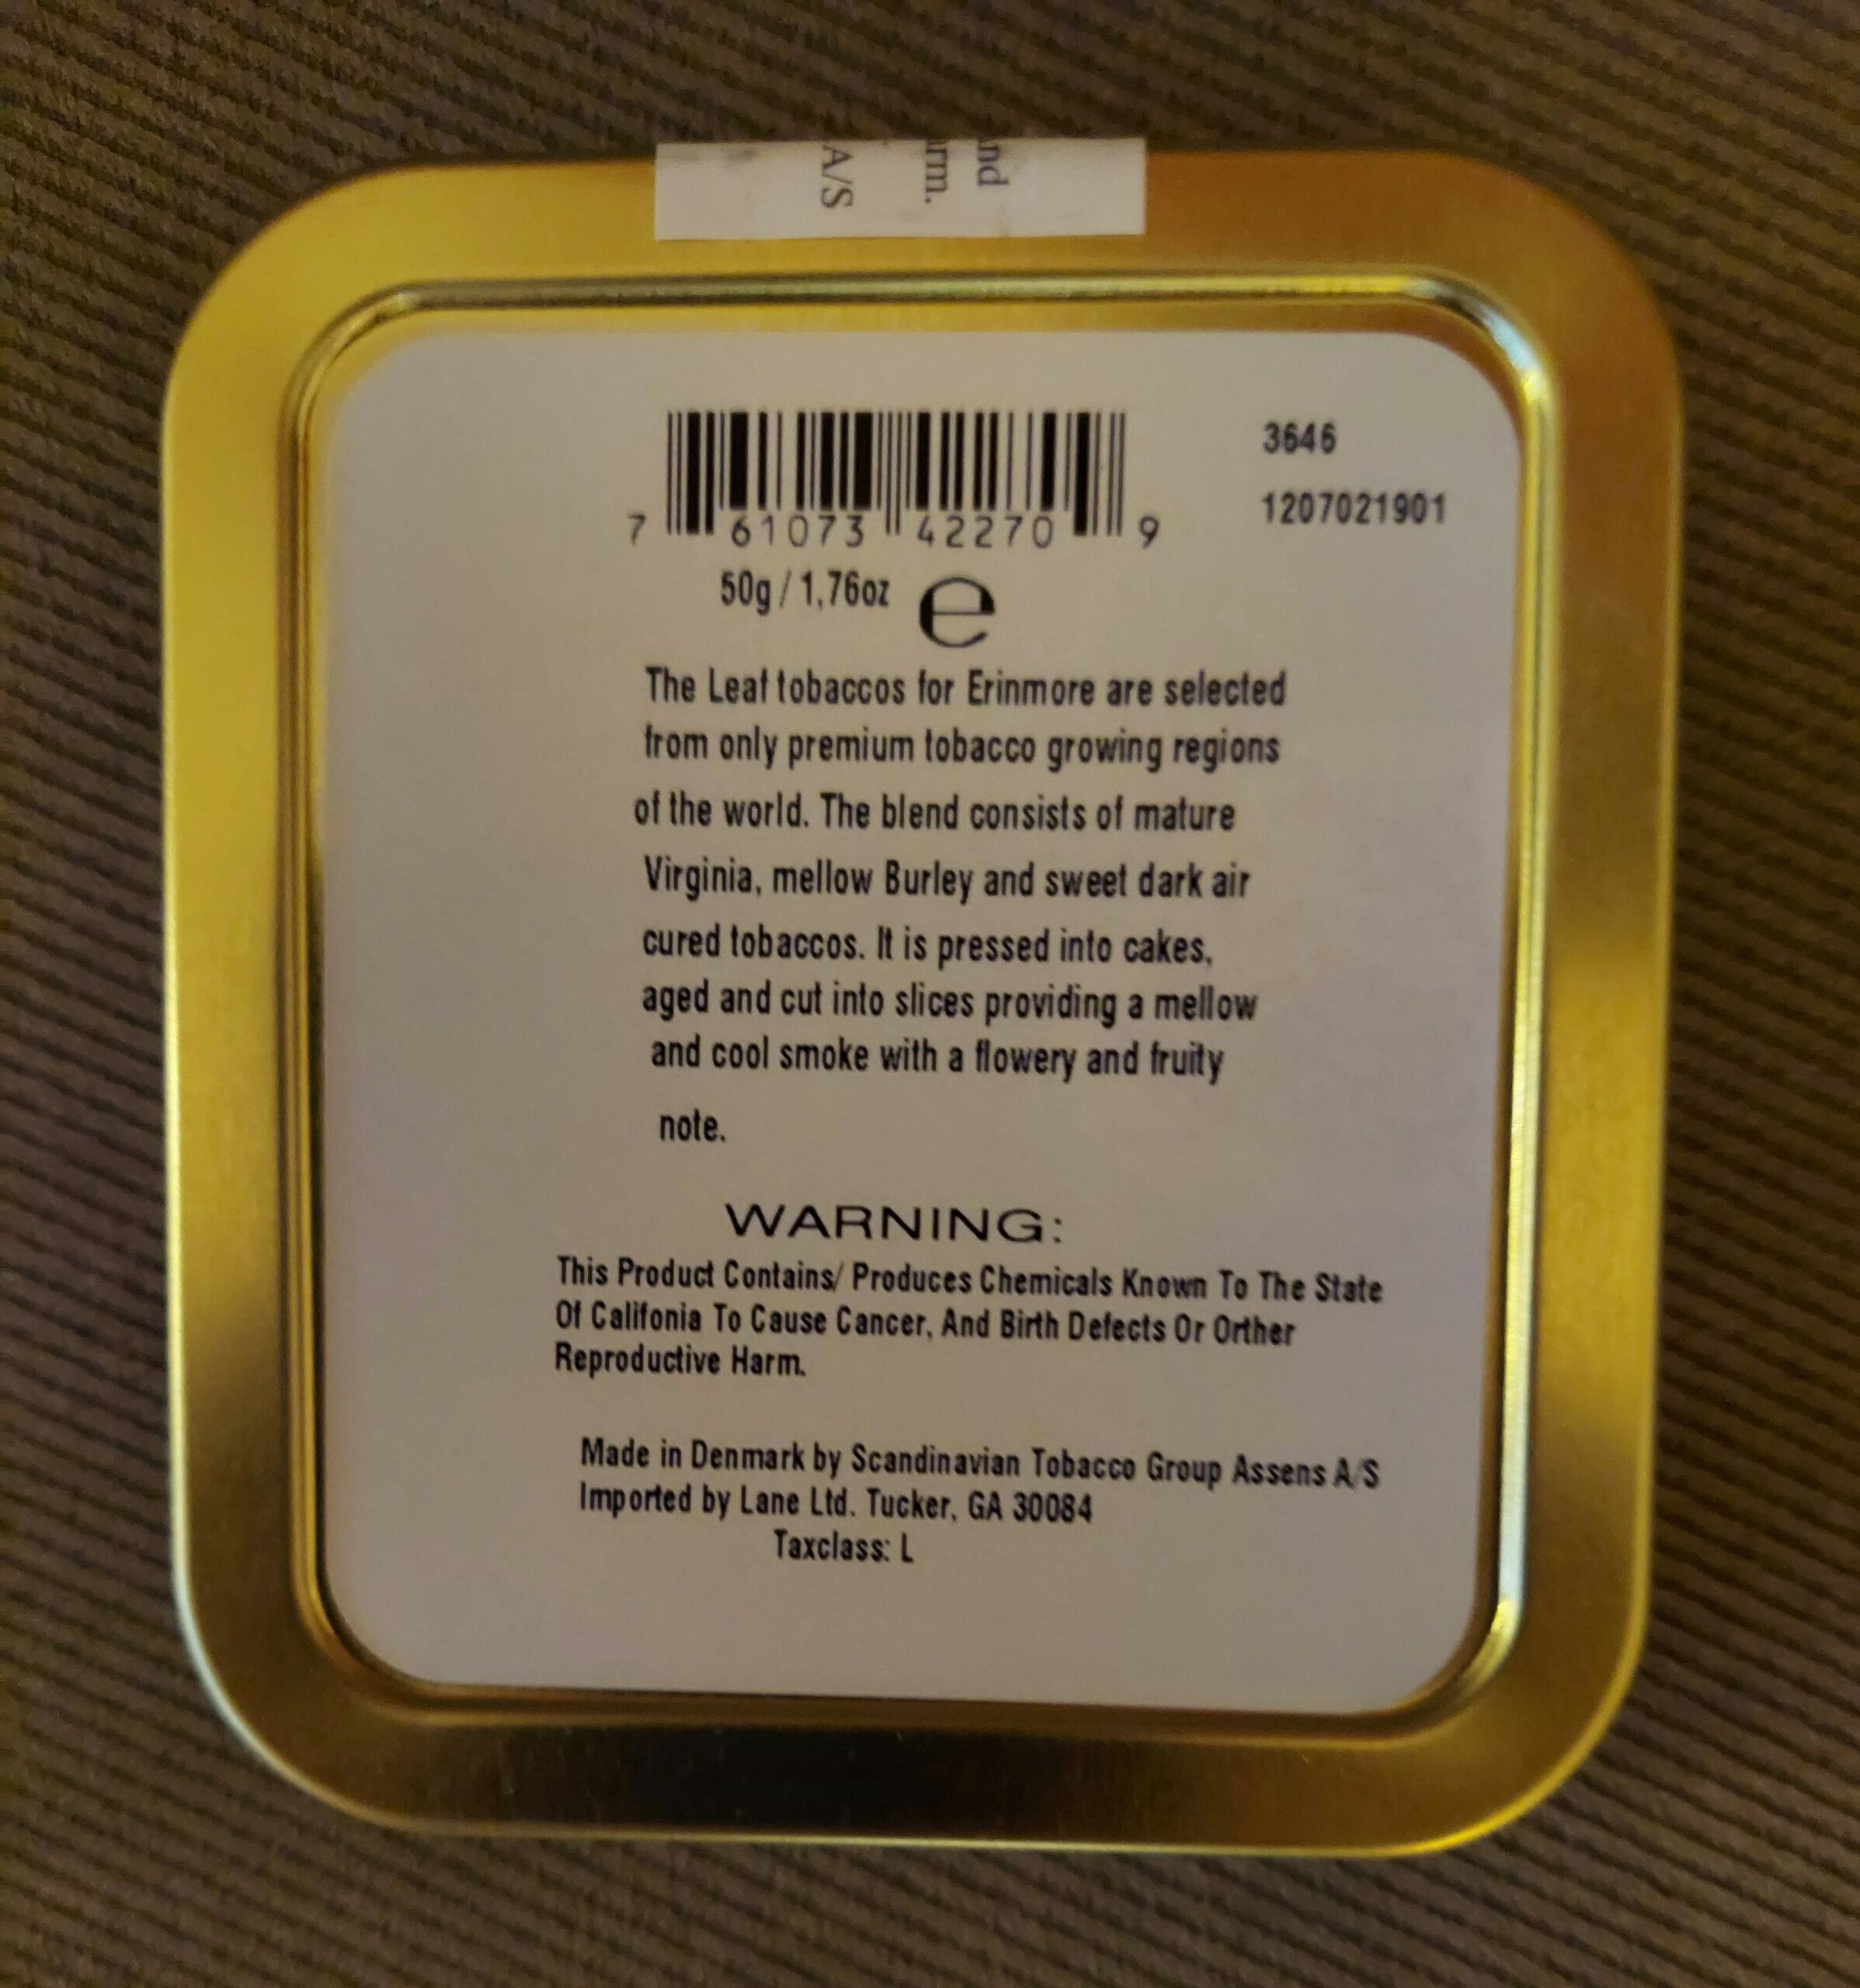 nd
rm.
A/S
3646
1207021901
7 61073 42270 9
50g / 1,76oz e
The Leaf tobaccos for Erinmore are selected
from only premium tobacco growing regions
of the world. The blend consists of mature
Virginia, mellow Burley and sweet dark air
cured tobaccos. It is pressed into cakes,
aged and cut into slices providing a mellow
and cool smoke with a flowery and fruity
note.
WARNING:
This Product Contains/ Produces Chemicals Known To The State
Of Califonia To Cause Cancer, And Birth Defects Or Orther
Reproductive Harm.
Made in Denmark by Scandinavian Tobacco Group Assens A/S
Imported by Lane Ltd. Tucker, GA 30084
Taxclass: L